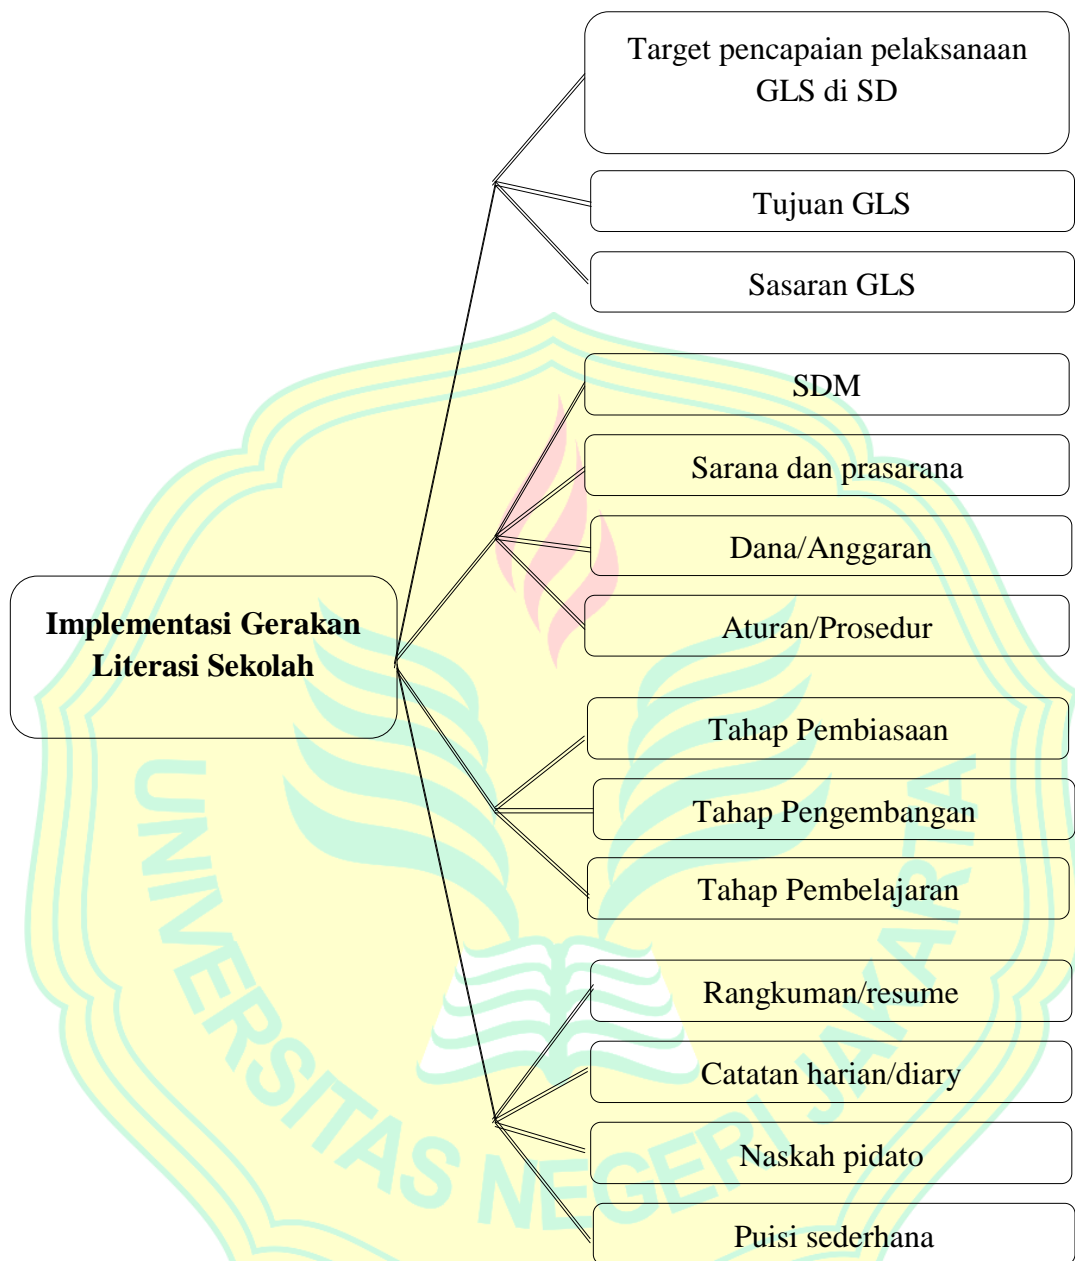 Target pencapaian pelaksanaan
GLS di SD
Tujuan GLS
Sasaran GLS
SDM
Sarana dan prasarana
Dana/Anggaran
Aturan/Prosedur
Implementasi Gerakan
Literasi Sekolah
Tahap Pembiasaan
Tahap Pengembangan
Tahap Pembelajaran
Rangkuman/resume
Catatan harian/diary
Naskah pidato
Puisi sederhana
UNIVERSITAS NEGERI JAKARTA